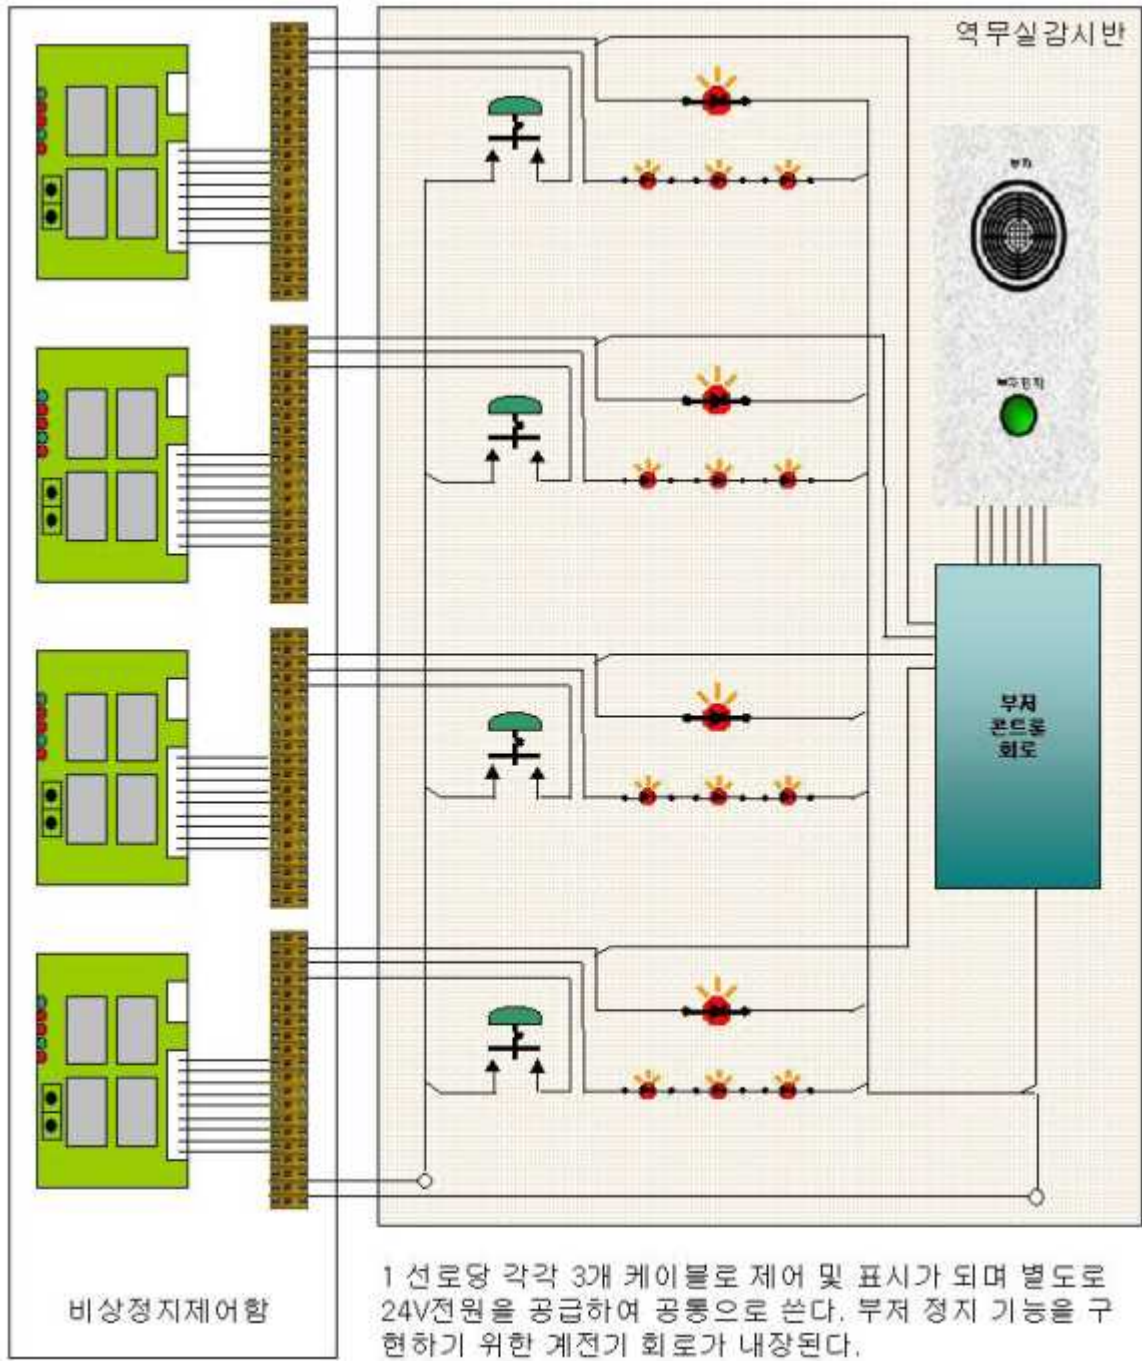 역무실감시반
부저
부저정지
부저
콘트롤
회로
비상정지제어함
1 선로당 각각 3개 케이블로 제어 및 표시가 되며 별도로
24V전원을 공급하여 공통으로 쓴다. 부저 정지 기능을 구
현하기 위한 계전기 회로가 내장된다.